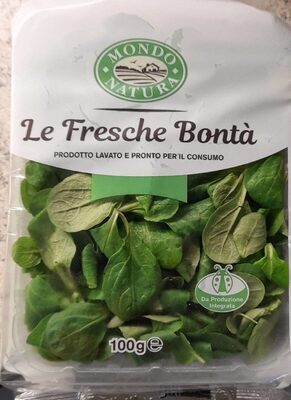 MONDO
NATURA
Le Fresche Bontà
PRODOTTO LAVATO E PRONTO PER IL CONSUMO
Da Produzione
Integrata
100g e